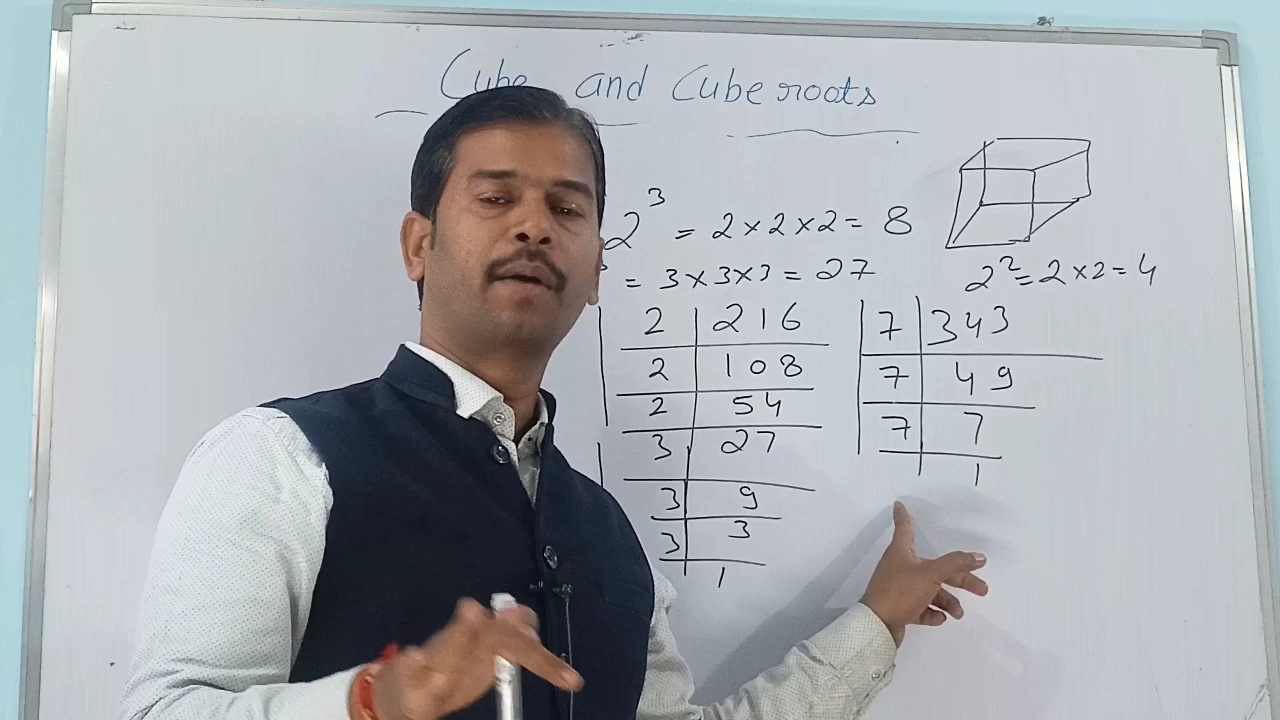 Cube and Cube roots
2³ = 2 × 2 × 2 = 8
= 3 × 3 × 3 = 27
2² = 2 × 2 = 4
2 | 216
2 | 108
2 | 54
3 | 27
3 | 9
3 | 3
1
7 | 343
7 | 49
7 | 7
1